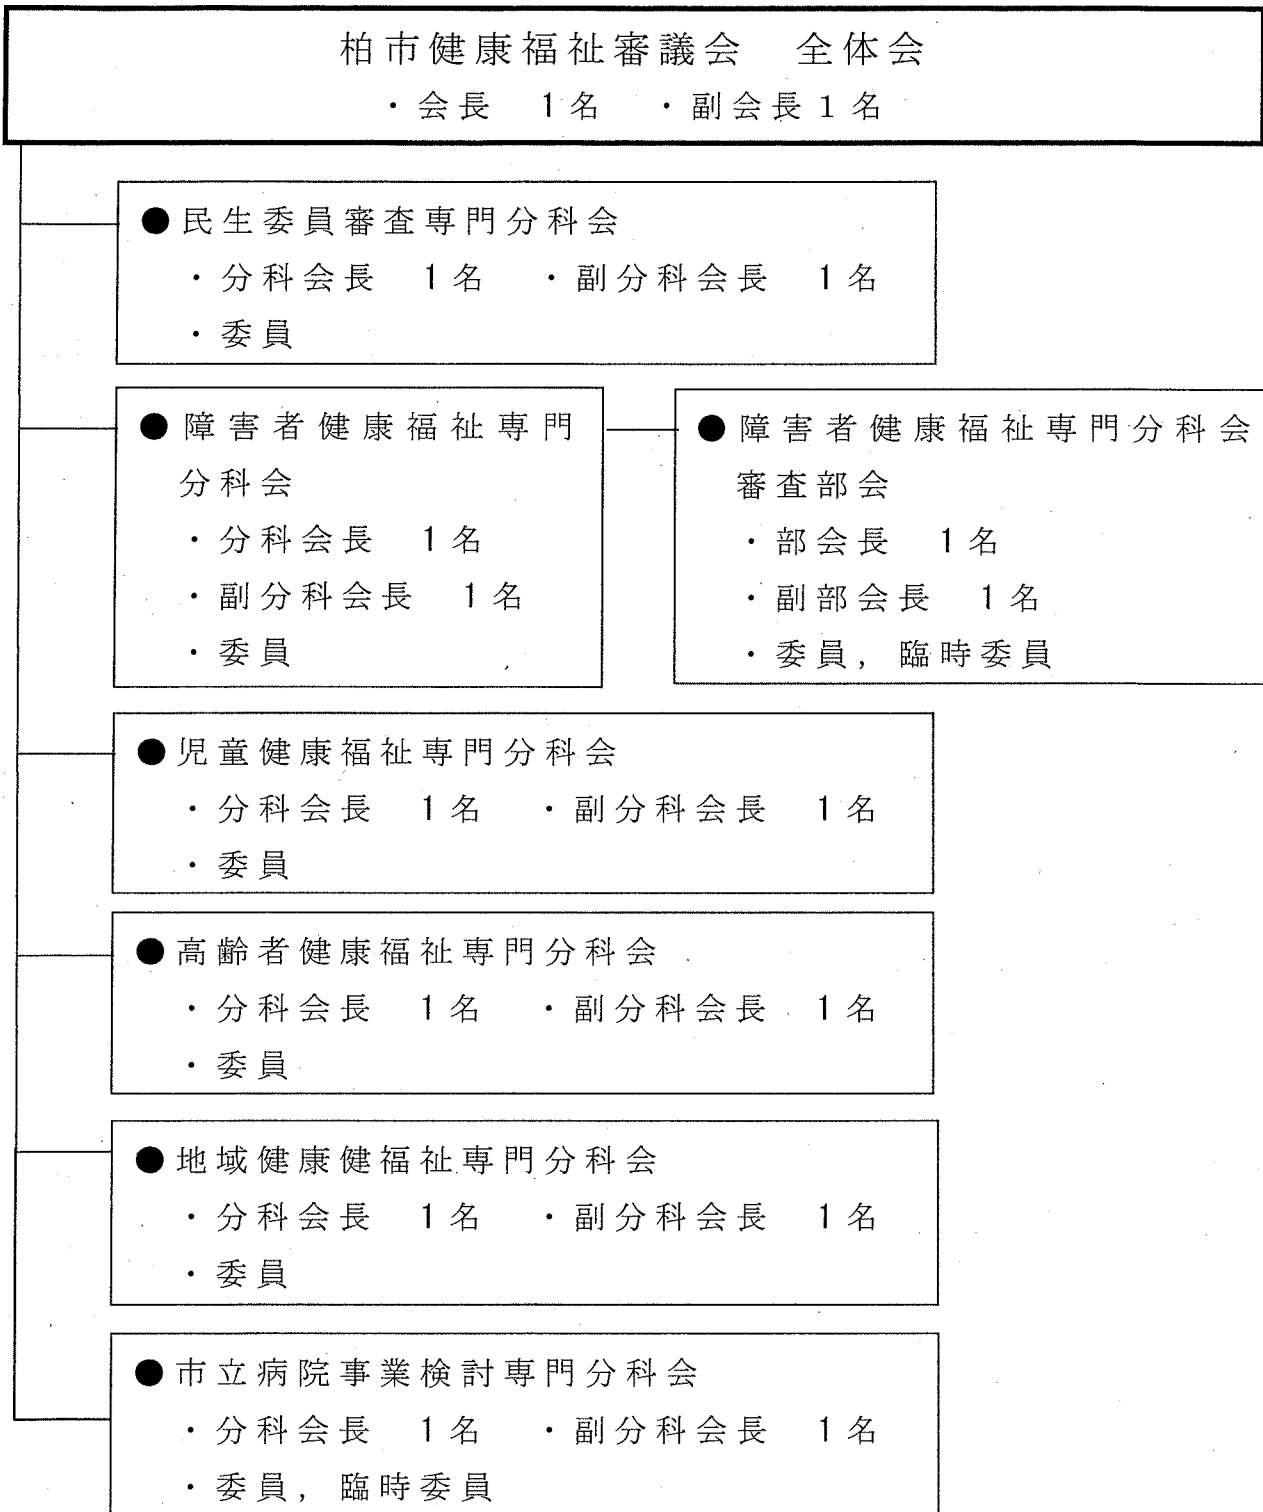 柏市健康福祉審議会　全体会
・会長　1名　・副会長1名
●民生委員審査専門分科会
・分科会長　1名　・副分科会長　1名
・委員
●障害者健康福祉専門
分科会
・分科会長　1名
・副分科会長　1名
・委員
●障害者健康福祉専門分科会
審査部会
・部会長　1名
・副部会長　1名
・委員，臨時委員
●児童健康福祉専門分科会
・分科会長　1名　・副分科会長　1名
・委員
●高齢者健康福祉専門分科会
・分科会長　1名　・副分科会長　1名
・委員
●地域健康健福祉専門分科会
・分科会長　1名　・副分科会長　1名
・委員
●市立病院事業検討専門分科会
・分科会長　1名　・副分科会長　1名
・委員，臨時委員